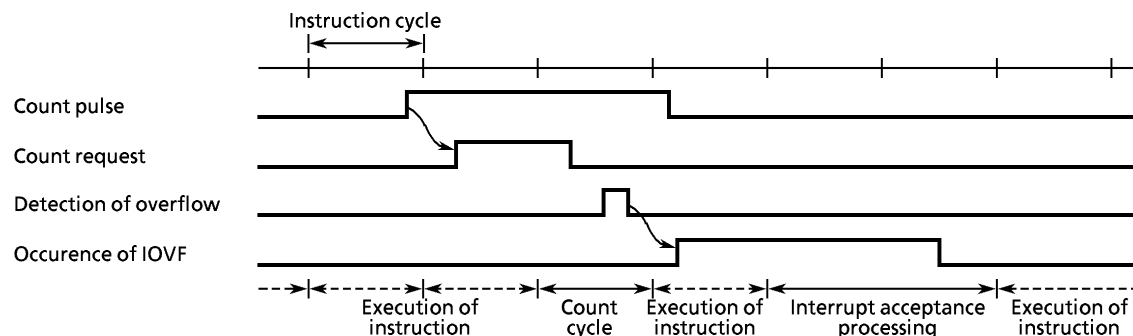 Instruction cycle
Count pulse
Count request
Detection of overflow
Occurence of IOVF
Execution of instruction
Count cycle
Execution of instruction
Interrupt acceptance processing
Execution of instruction